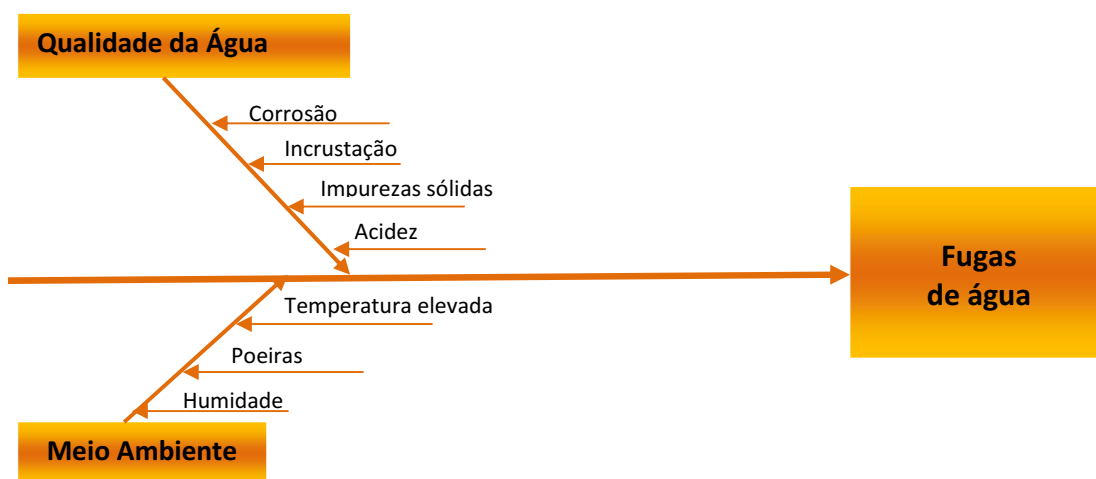 Qualidade da Água
Corrosão
Incrustação
Impurezas sólidas
Acidez
Fugas
de água
Temperatura elevada
Poeiras
Humidade
Meio Ambiente